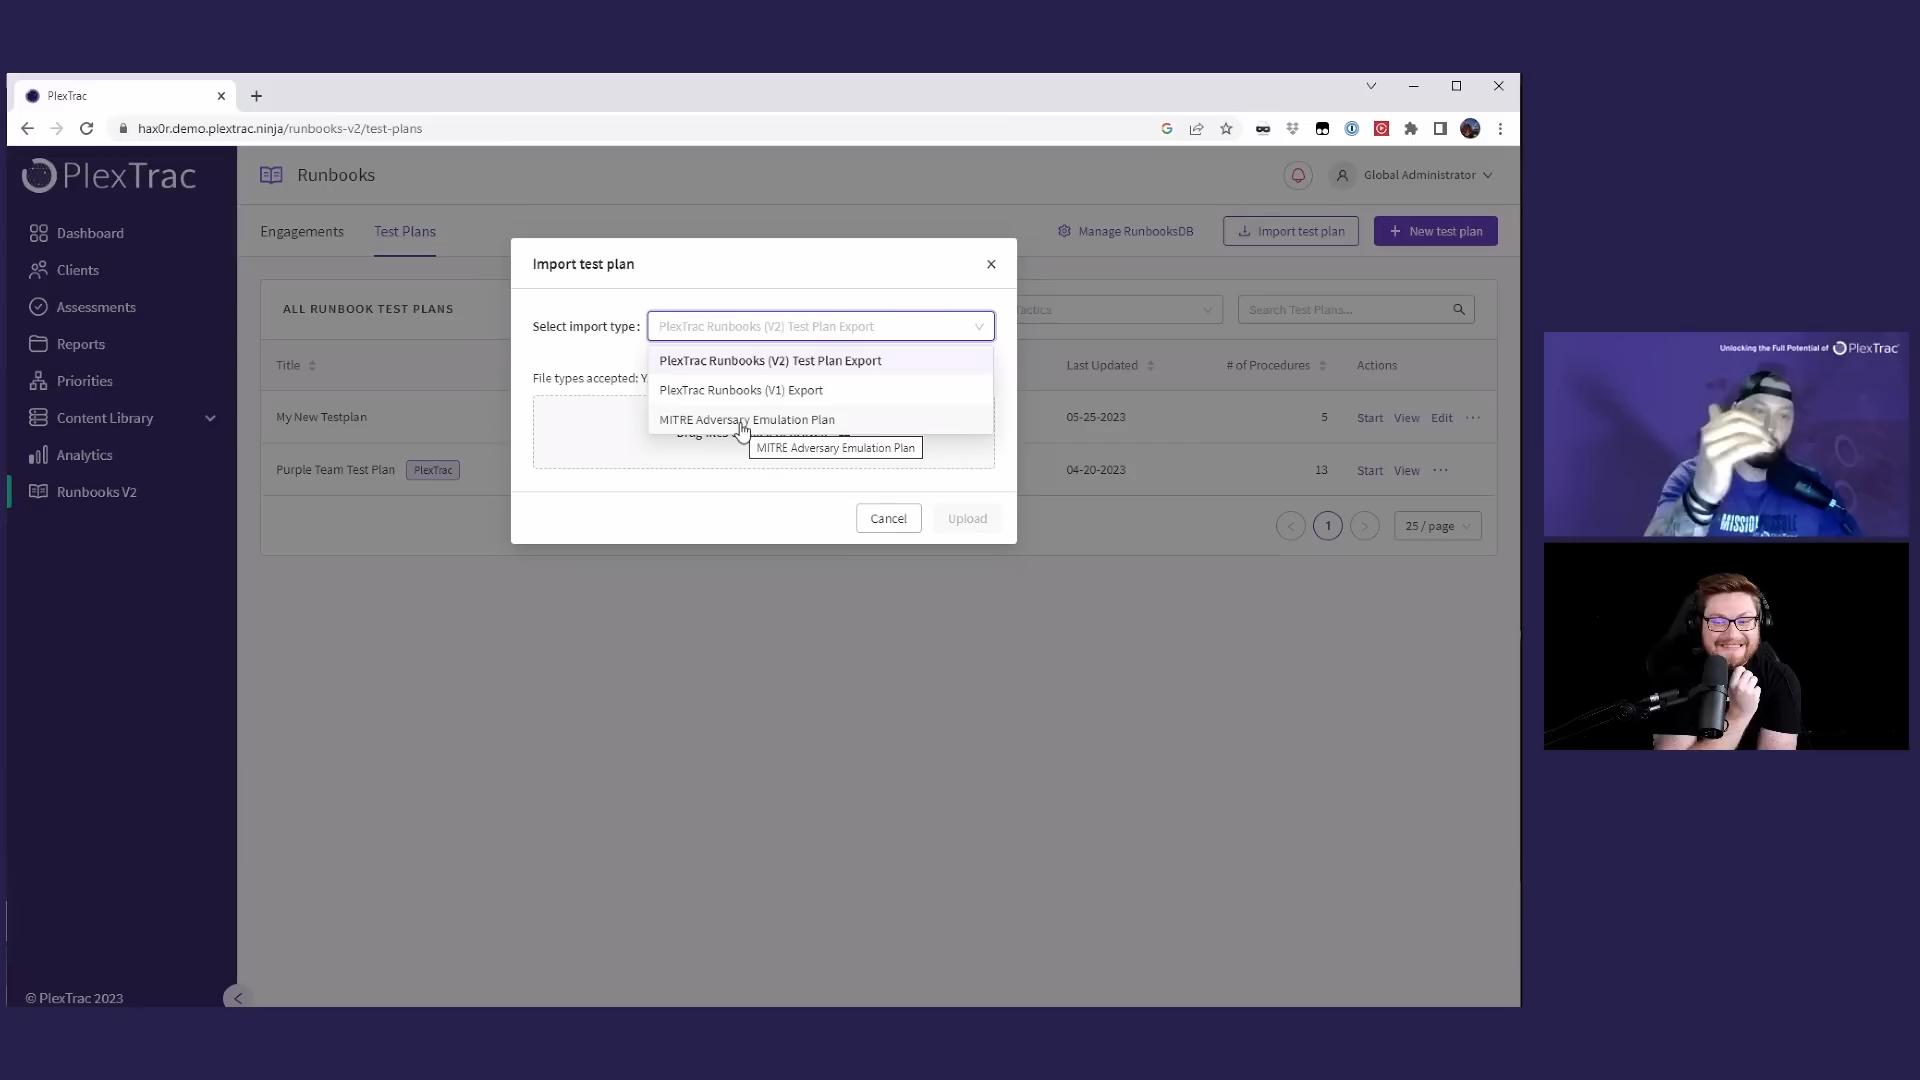 PlexTrac
hax0r.demo.plextrac.ninja/runbooks-v2/test-plans
PlexTrac
Dashboard
Clients
Assessments
Reports
Priorities
Content Library
Analytics
Runbooks V2
© PlexTrac 2023
Runbooks
Global Administrator
Engagements
Test Plans
Manage RunbooksDB
Import test plan
New test plan
ALL RUNBOOK TEST PLANS
Tactics
Search Test Plans...
Title
Last Updated
# of Procedures
Actions
My New Testplan
05-25-2023
5
Start View Edit ...
Purple Team Test Plan PlexTrac
04-20-2023
13
Start View ...
1
25 / page
Import test plan
Select import type:
PlexTrac Runbooks (V2) Test Plan Export
PlexTrac Runbooks (V2) Test Plan Export
PlexTrac Runbooks (V1) Export
MITRE Adversary Emulation Plan
File types accepted:
Drag files
MITRE Adversary Emulation Plan
Cancel
Upload
Unlocking the Full Potential of PlexTrac